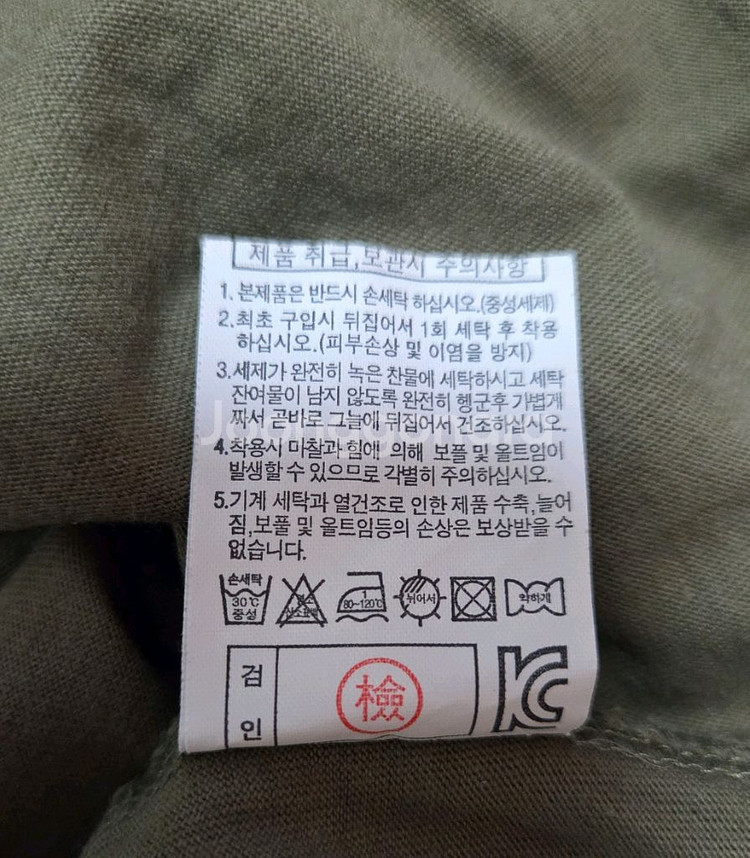 제품 취급,보관시 주의사항
1. 본제품은 반드시 손세탁 하십시오.(중성세제)
2.최초 구입시 뒤집어서 1회 세탁 후 착용
하십시오.(피부손상 및 이염을 방지)
3.세제가 완전히 녹은 찬물에 세탁하시고 세탁
잔여물이 남지 않도록 완전히 헹군후 가볍게
짜서 곧바로 그늘에 뒤집어서 건조하십시오.
4.착용시 마찰과 힘에 의해 보풀 및 올트임이
발생할 수 있으므로 각별히 주의하십시오.
5.기계 세탁과 열건조로 인한 제품 수축,늘어
짐,보풀 및 올트임등의 손상은 보상받을 수
없습니다.
손세탁
30℃
중성
1
80~120℃
뉘어서
약하게
검
인
檢
KC
Joonggonara